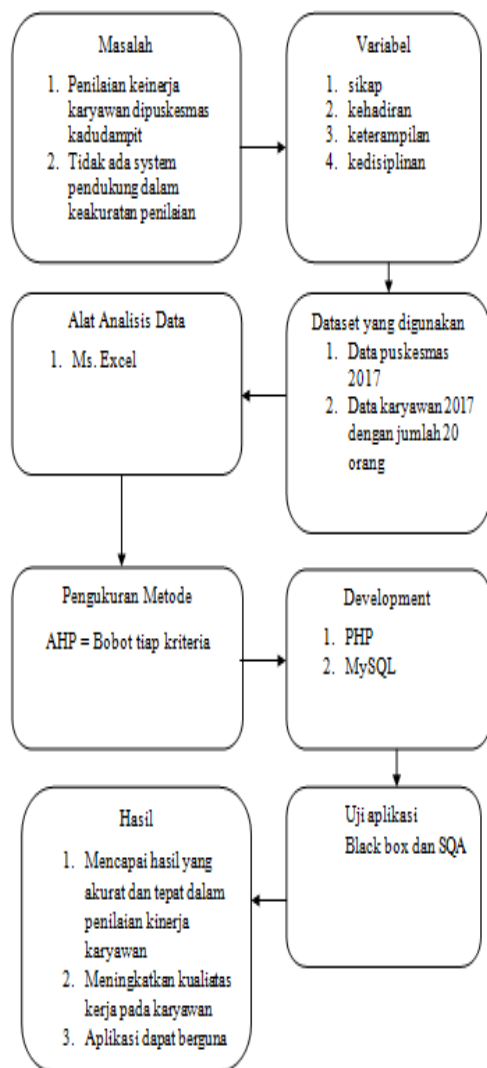 Masalah
1. Penilaian keinerja
karyawan dipuskesmas
kadudampit
2. Tidak ada system
pendukung dalam
keakuratan penilaian
Variabel
1. sikap
2. kehadiran
3. keterampilan
4. kedisiplinan
Dataset yang digunakan
1. Data puskesmas
2017
2. Data karyawan 2017
dengan jumlah 20
orang
Alat Analisis Data
1. Ms. Excel
Pengukuran Metode
AHP = Bobot tiap kriteria
Development
1. PHP
2. MySQL
Uji aplikasi
Black box dan SQA
Hasil
1. Mencapai hasil yang
akurat dan tepat dalam
penilaian kinerja
karyawan
2. Meningkatkan kualiatas
kerja pada karyawan
3. Aplikasi dapat berguna